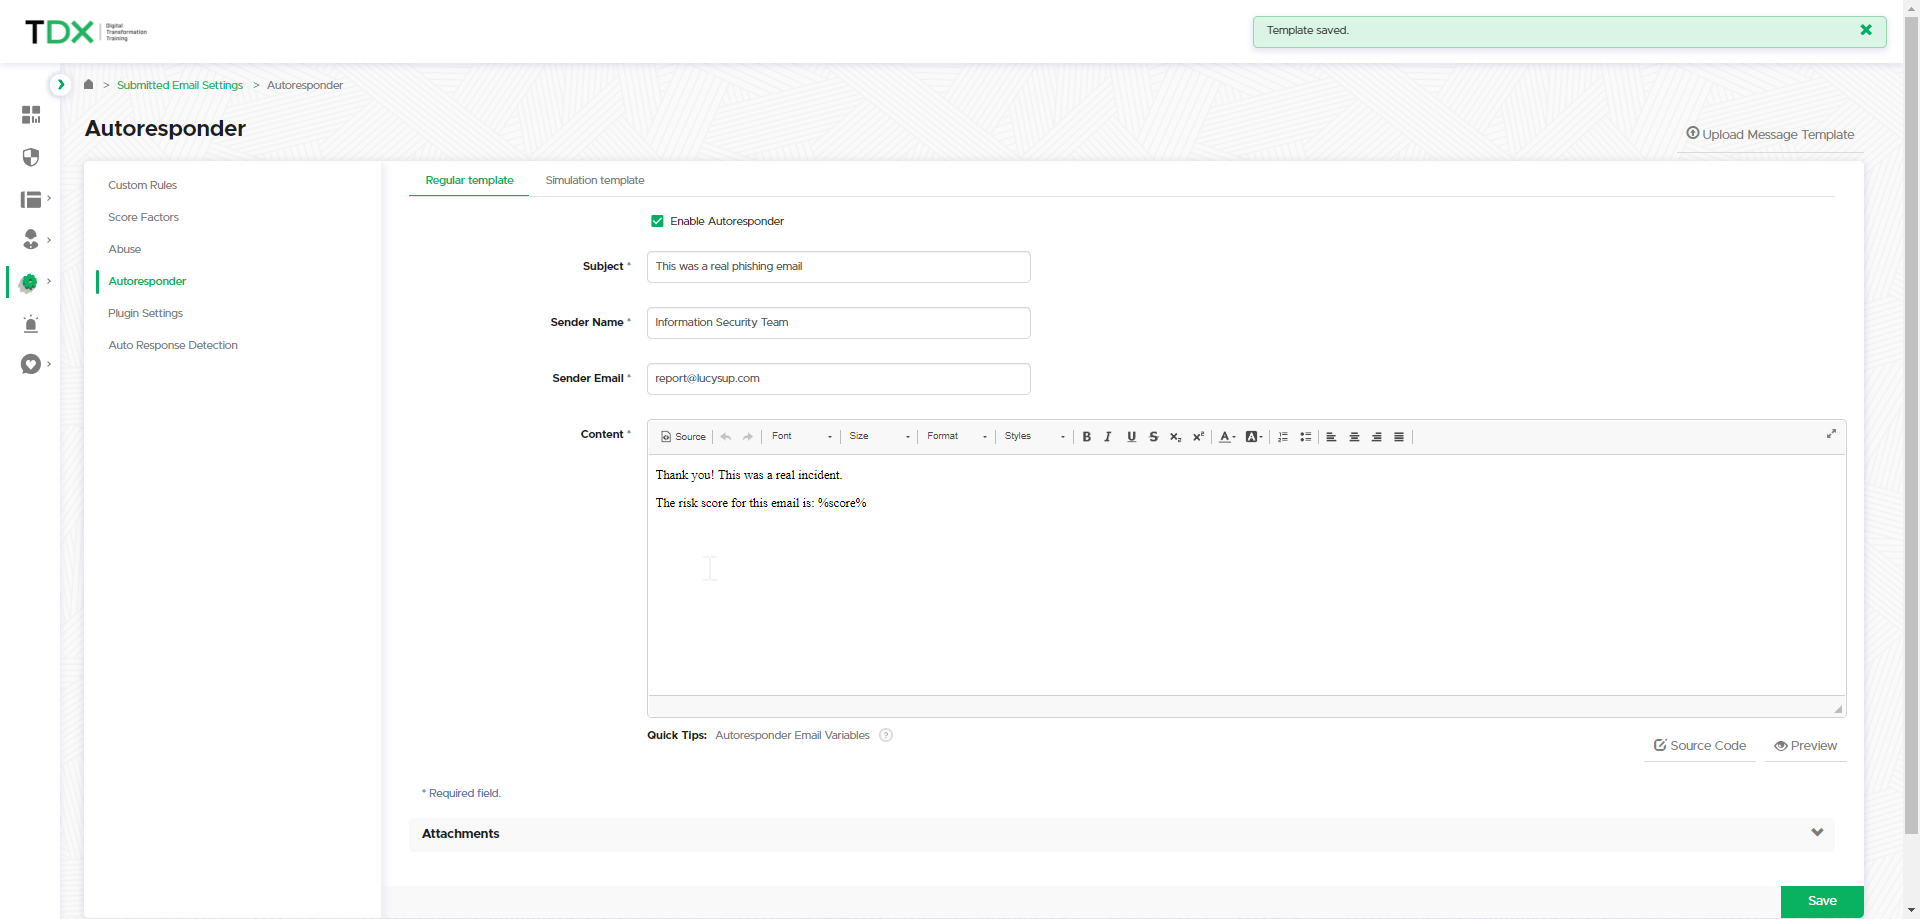 TDX Digital
Transformation
Training
Template saved.
> Submitted Email Settings > Autoresponder
Autoresponder
Upload Message Template
Custom Rules
Score Factors
Abuse
Autoresponder
Plugin Settings
Auto Response Detection
Regular template Simulation template
Enable Autoresponder
Subject * This was a real phishing email
Sender Name * Information Security Team
Sender Email * report@lucysup.com
Content * Source Font Size Format Styles
Thank you! This was a real incident.
The risk score for this email is: %score%
Quick Tips: Autoresponder Email Variables ?
Source Code Preview
* Required field.
Attachments
Save